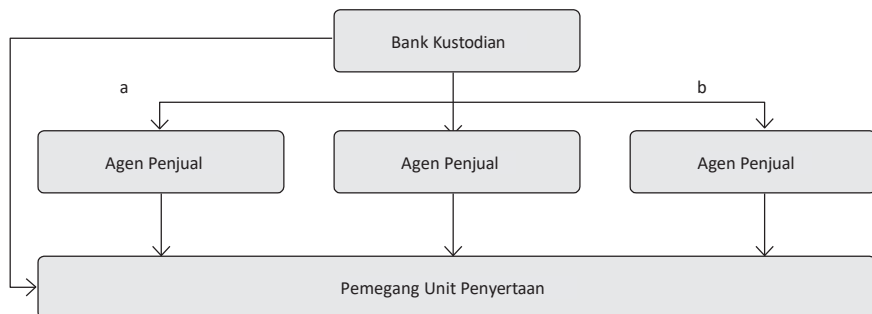 Bank Kustodian
a
b
Agen Penjual
Agen Penjual
Agen Penjual
Pemegang Unit Penyertaan